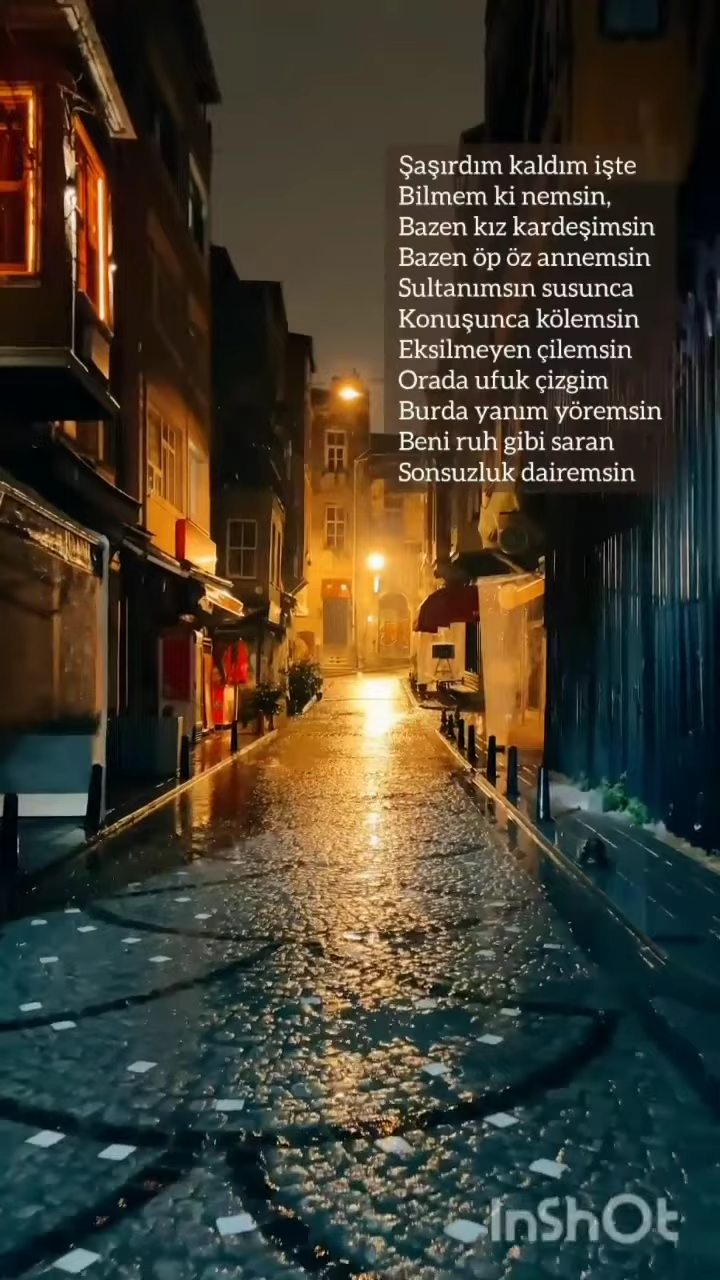 Şaşırdım kaldım işte
Bilmem ki nemsin,
Bazen kız kardeşimsin
Bazen öp öz annemsin
Sultanımsın susunca
Konuşunca kölemsin
Eksilmeyen çilemsin
Orada ufuk çizgim
Burda yanım yöremsin
Beni ruh gibi saran
Sonsuzluk dairemsin
InShOt